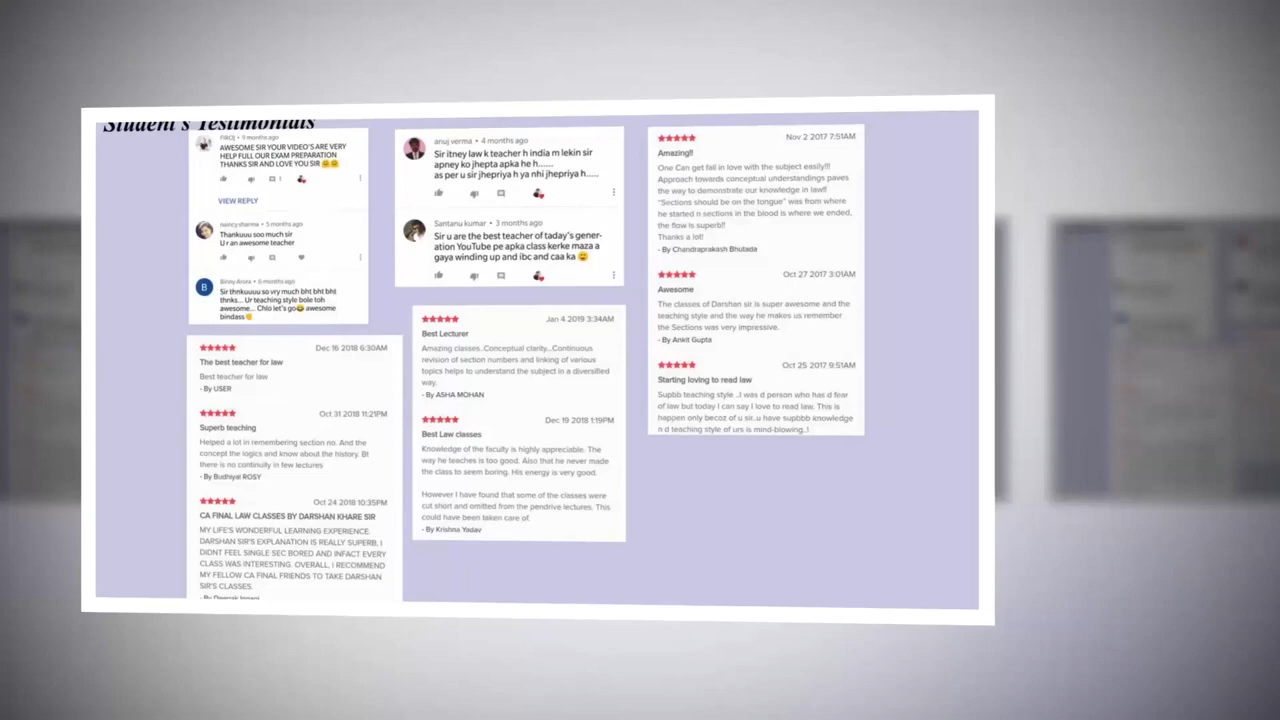 Student's Testimonials
FIROJ • 9 months ago
AWESOME SIR YOUR VIDEO'S ARE VERY
HELP FULL OUR EXAM PREPARATION
THANKS SIR AND LOVE YOU SIR 🤗🤗
1
VIEW REPLY
nancy sharma • 5 months ago
Thankuuu soo much sir
U r an awesome teacher
B
Binny Arora • 6 months ago
Sir thnkuuuu so vry much bht bht bht
thnks... Ur teaching style bole toh
awesome... Chlo let's go😂 awesome
bindass👏
Dec 16 2018 6:30AM
The best teacher for law
Best teacher for law
- By USER
Oct 31 2018 11:21PM
Superb teaching
Helped a lot in remembering section no. And the
concept the logics and know about the history. Bt
there is no continuity in few lectures
- By Budhiyal ROSY
Oct 24 2018 10:35PM
CA FINAL LAW CLASSES BY DARSHAN KHARE SIR
MY LIFE'S WONDERFUL LEARNING EXPERIENCE.
DARSHAN SIR'S EXPLANATION IS REALLY SUPERB, I
DIDNT FEEL SINGLE SEC BORED AND INFACT EVERY
CLASS WAS INTERESTING. OVERALL, I RECOMMEND
MY FELLOW CA FINAL FRIENDS TO TAKE DARSHAN
SIR'S CLASSES.
- By Deepak
anuj verma • 4 months ago
Sir itney law k teacher h india m lekin sir
apney ko jhepta apka he h......
as per u sir jhepriya h ya nhi jhepriya h.....
Santanu kumar • 3 months ago
Sir u are the best teacher of taday's gener-
ation YouTube pe apka class kerke maza a
gaya winding up and ibc and caa ka 😄
Jan 4 2019 3:34AM
Best Lecturer
Amazing classes..Conceptual clarity...Continuous
revision of section numbers and linking of various
topics helps to understand the subject in a diversified
way.
- By ASHA MOHAN
Dec 19 2018 1:19PM
Best Law classes
Knowledge of the faculty is highly appreciable. The
way he teaches is too good. Also that he never made
the class to seem boring. His energy is very good.
However I have found that some of the classes were
cut short and omitted from the pendrive lectures. This
could have been taken care of.
- By Krishna Yadav
Nov 2 2017 7:51AM
Amazing!!
One Can get fall in love with the subject easily!!!
Approach towards conceptual understandings paves
the way to demonstrate our knowledge in law!!
"Sections should be on the tongue" was from where
he started n sections in the blood is where we ended,
the flow is superb!!
Thanks a lot!
- By Chandraprakash Bhutada
Oct 27 2017 3:01AM
Awesome
The classes of Darshan sir is super awesome and the
teaching style and the way he makes us remember
the Sections was very impressive.
- By Ankit Gupta
Oct 25 2017 9:51AM
Starting loving to read law
Supbb teaching style ..I was d person who has d fear
of law but today I can say I love to read law. This is
happen only becoz of u sir..u have supbbb knowledge
n d teaching style of urs is mind-blowing..!